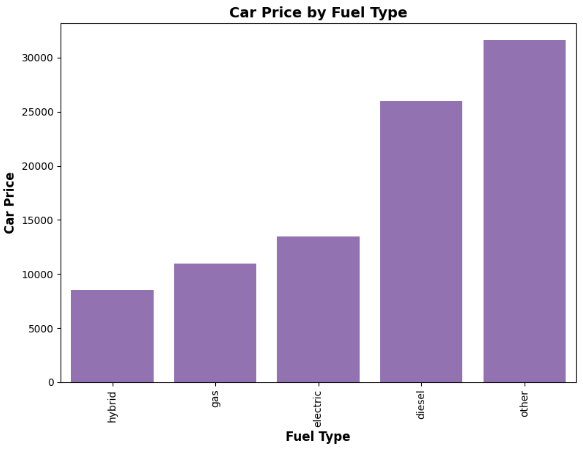 Car Price by Fuel Type
Car Price
30000
25000
20000
15000
10000
5000
0
hybrid
gas
electric
diesel
other
Fuel Type